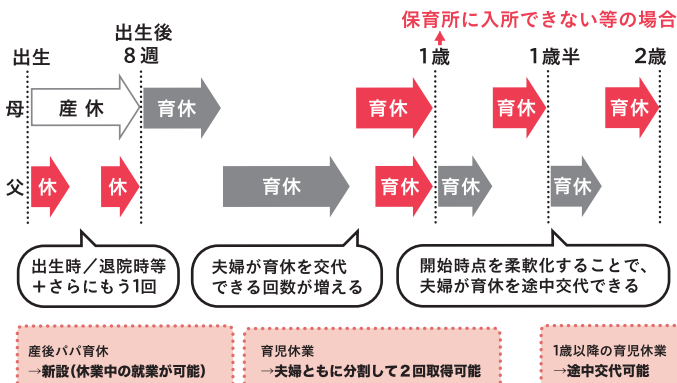 保育所に入所できない等の場合
出生
出生後
8週
1歳
1歳半
2歳
母
産休
育休
育休
育休
育休
父
休
休
育休
育休
育休
育休
出生時／退院時等
＋さらにもう1回
夫婦が育休を交代
できる回数が増える
開始時点を柔軟化することで、
夫婦が育休を途中交代できる
産後パパ育休
→新設（休業中の就業が可能）
育児休業
→夫婦ともに分割して2回取得可能
1歳以降の育児休業
→途中交代可能